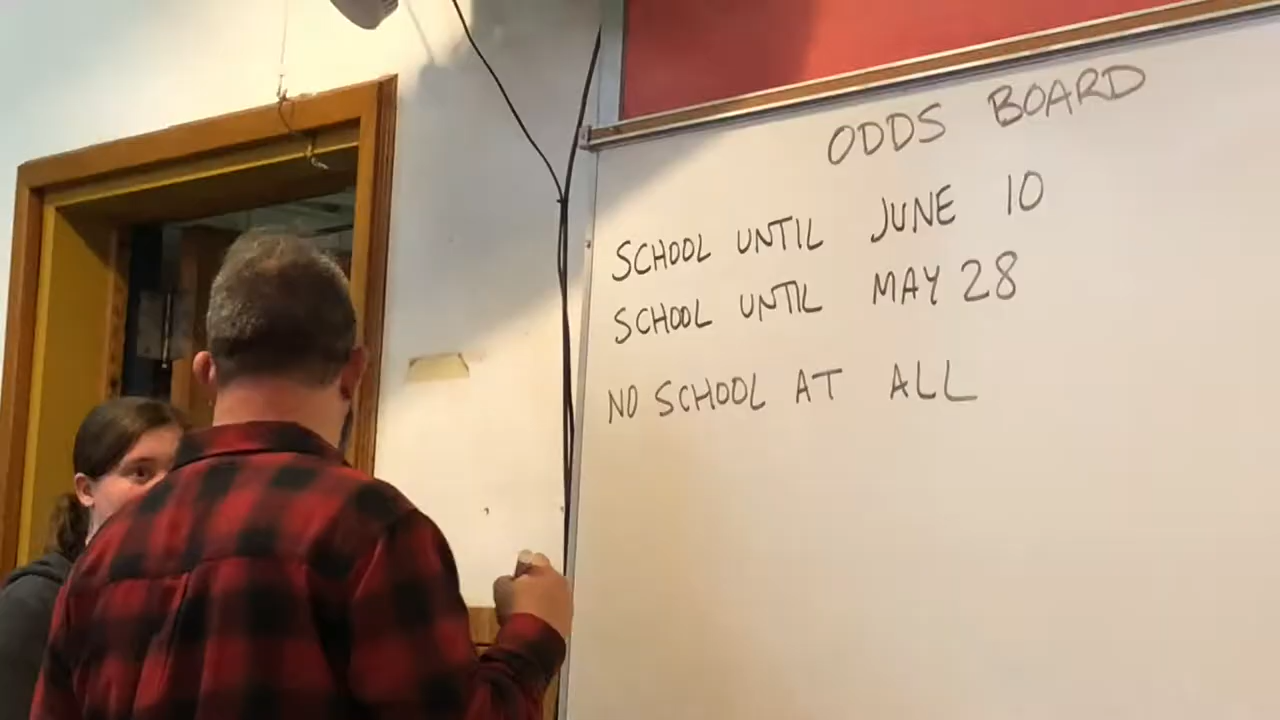 ODDS BOARD
SCHOOL UNTIL JUNE 10
SCHOOL UNTIL MAY 28
NO SCHOOL AT ALL